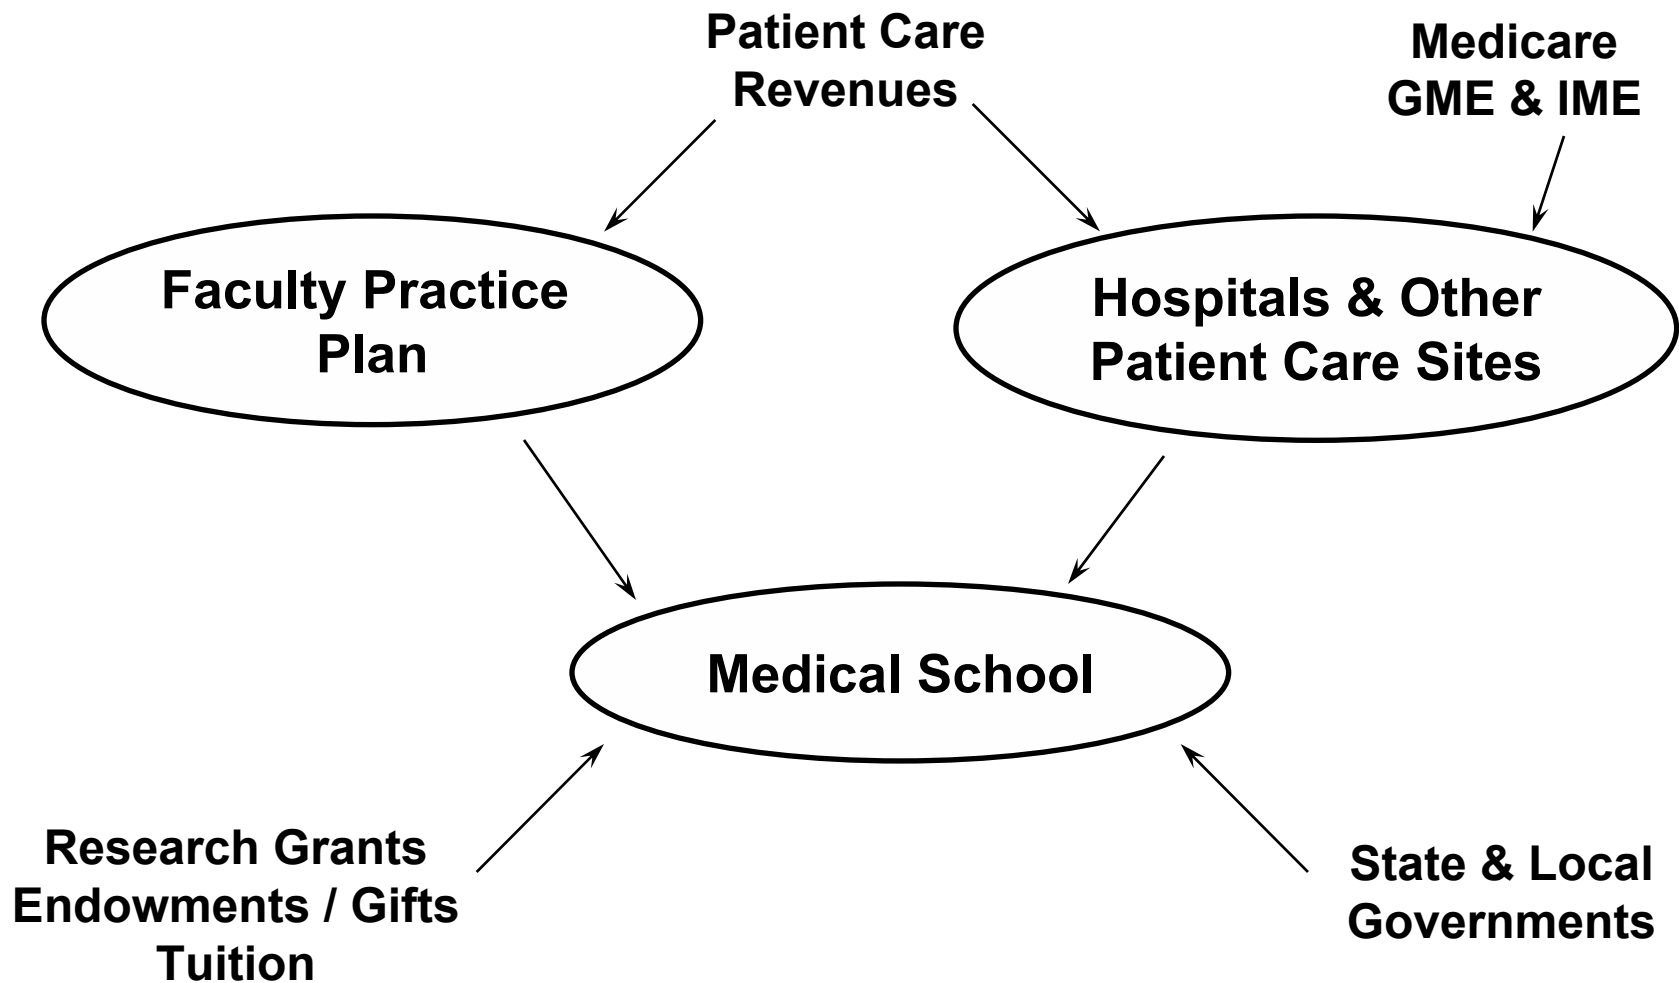 Patient Care
Revenues
Medicare
GME & IME
Faculty Practice
Plan
Hospitals & Other
Patient Care Sites
Medical School
Research Grants
Endowments / Gifts
Tuition
State & Local
Governments